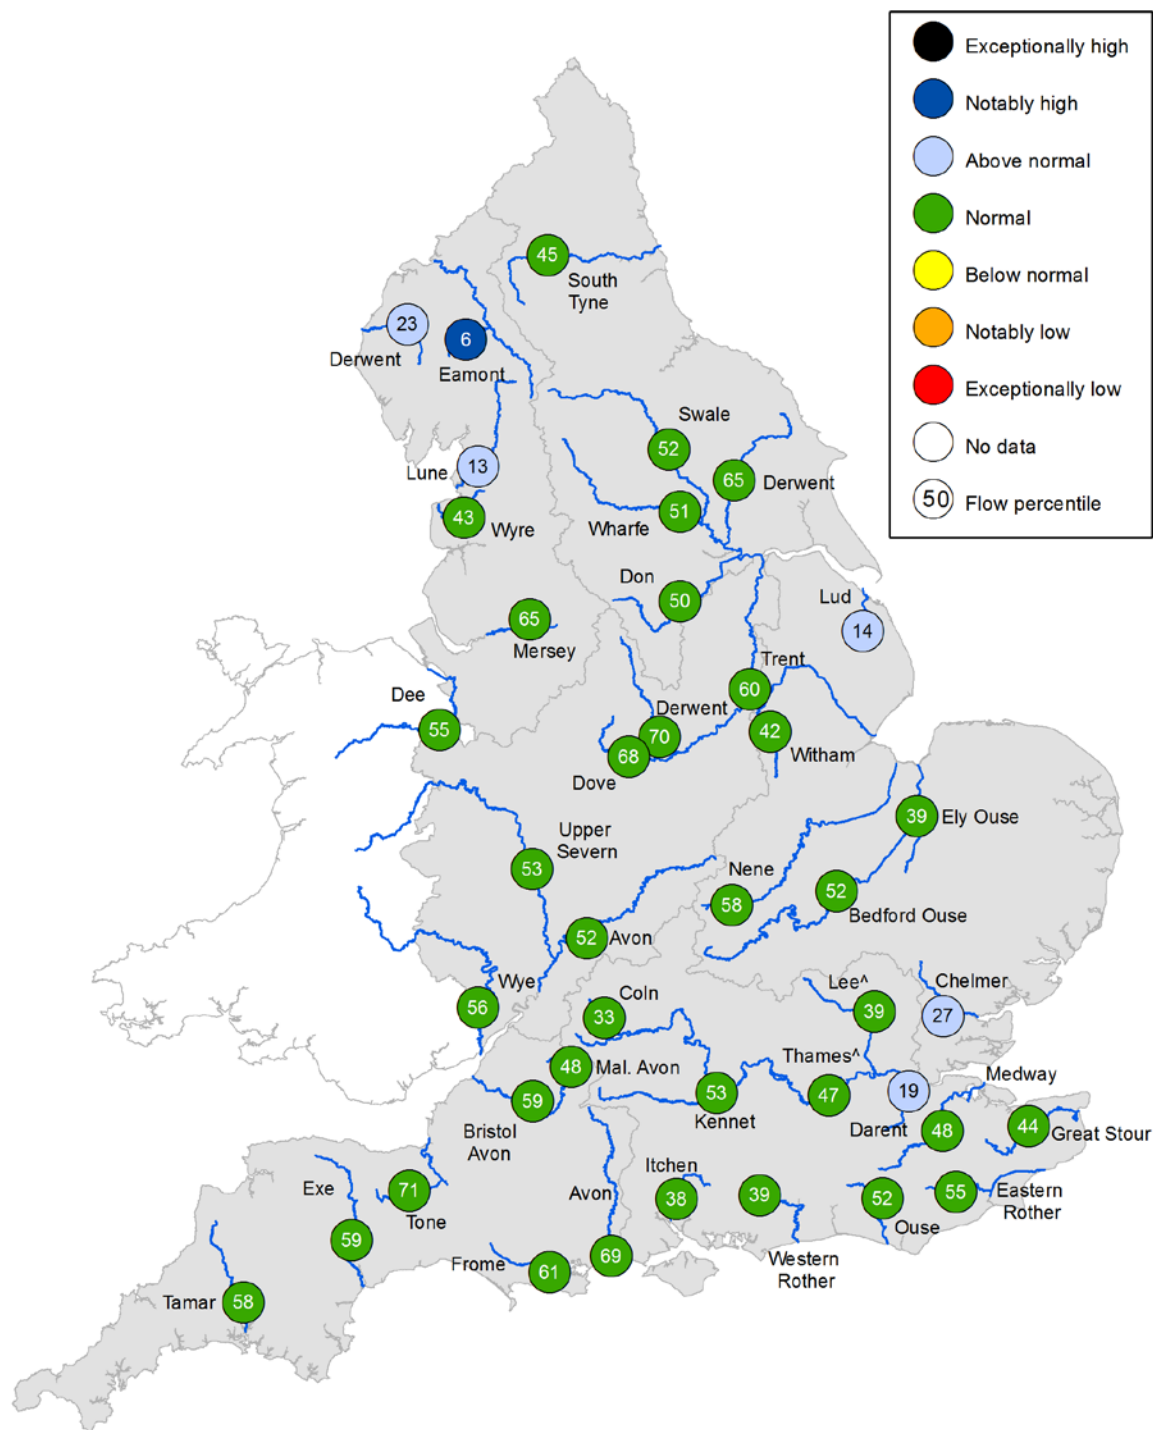 Exceptionally high
Notably high
Above normal
Normal
Below normal
Notably low
Exceptionally low
No data
50 Flow percentile
45
South
Tyne
23
Derwent
6
Eamont
Swale
52
Lune
13
65
Derwent
43
Wyre
51
Wharfe
Don
50
Lud
14
65
Mersey
Trent
60
Dee
55
Derwent
70
42
Witham
68
Dove
39
Ely Ouse
Upper
Severn
53
Nene
58
52
Bedford Ouse
52
Avon
Wye
56
Coln
33
Lee^
39
Chelmer
27
48
Mal. Avon
59
Bristol
Avon
53
Kennet
Thames^
47
19
Darent
Medway
48
44
Great Stour
Exe
71
Tone
Avon
Itchen
38
39
Western
Rother
52
Ouse
55
Eastern
Rother
59
Frome
61
69
Tamar
58